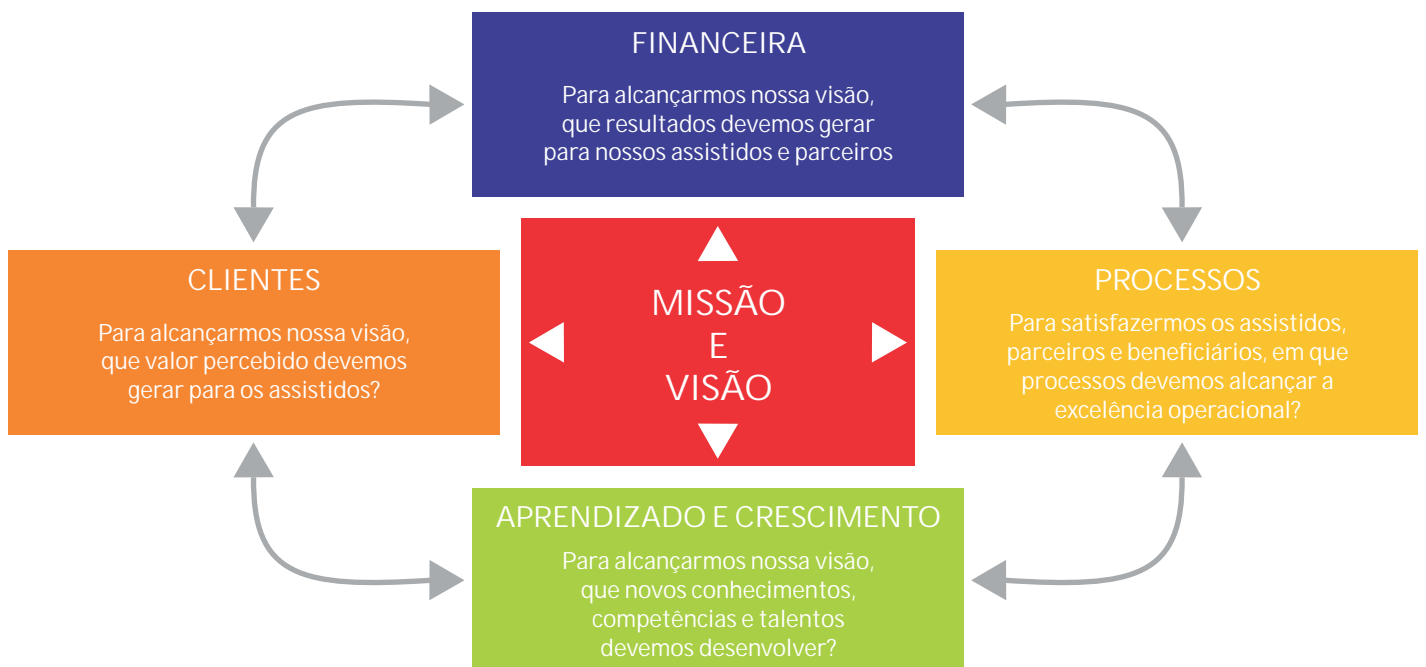 FINANCEIRA
Para alcançarmos nossa visão,
que resultados devemos gerar
para nossos assistidos e parceiros
CLIENTES
Para alcançarmos nossa visão,
que valor percebido devemos
gerar para os assistidos?
MISSÃO
E
VISÃO
PROCESSOS
Para satisfazermos os assistidos,
parceiros e beneficiários, em que
processos devemos alcançar a
excelência operacional?
APRENDIZADO E CRESCIMENTO
Para alcançarmos nossa visão,
que novos conhecimentos,
competências e talentos
devemos desenvolver?